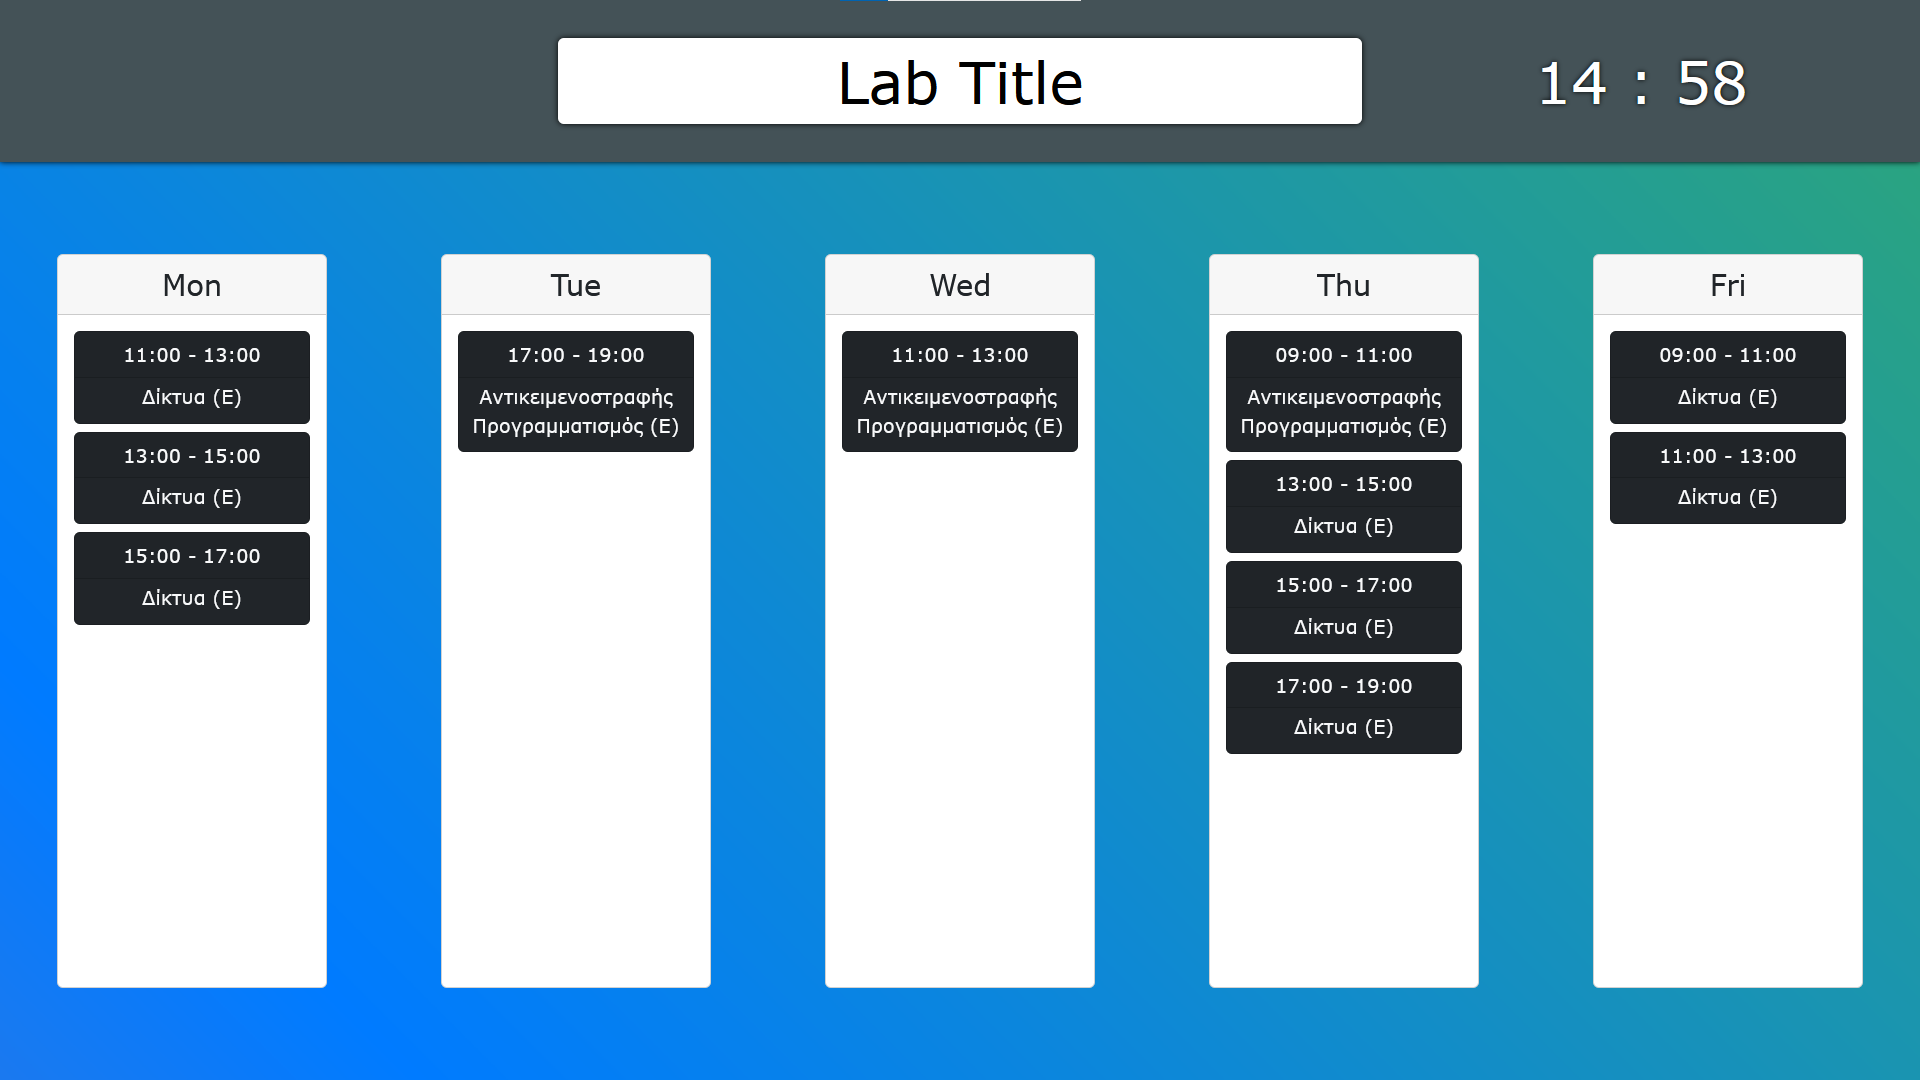 Lab Title
14 : 58
Mon
11:00 - 13:00
Δίκτυα (Ε)
13:00 - 15:00
Δίκτυα (Ε)
15:00 - 17:00
Δίκτυα (Ε)
Tue
17:00 - 19:00
Αντικειμενοστραφής
Προγραμματισμός (Ε)
Wed
11:00 - 13:00
Αντικειμενοστραφής
Προγραμματισμός (Ε)
Thu
09:00 - 11:00
Αντικειμενοστραφής
Προγραμματισμός (Ε)
13:00 - 15:00
Δίκτυα (Ε)
15:00 - 17:00
Δίκτυα (Ε)
17:00 - 19:00
Δίκτυα (Ε)
Fri
09:00 - 11:00
Δίκτυα (Ε)
11:00 - 13:00
Δίκτυα (Ε)